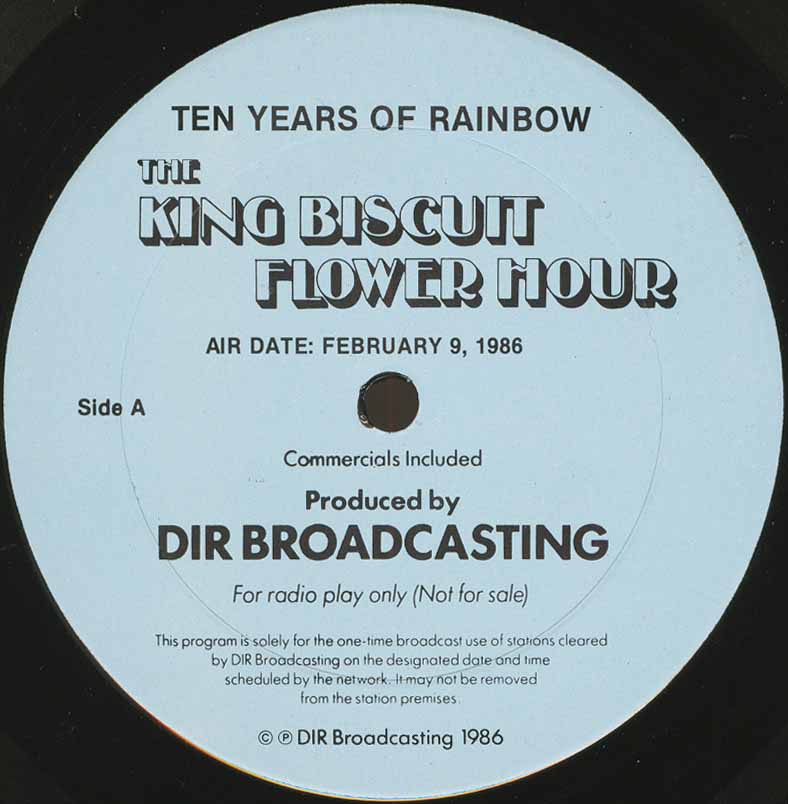 TEN YEARS OF RAINBOW
THE
KING BISCUIT
FLOWER HOUR
AIR DATE: FEBRUARY 9, 1986
Side A
Commercials Included
Produced by
DIR BROADCASTING
For radio play only (Not for sale)
This program is solely for the one-time broadcast use of stations cleared
by DIR Broadcasting on the designated date and time
scheduled by the network. It may not be removed
from the station premises.
© ℗ DIR Broadcasting 1986